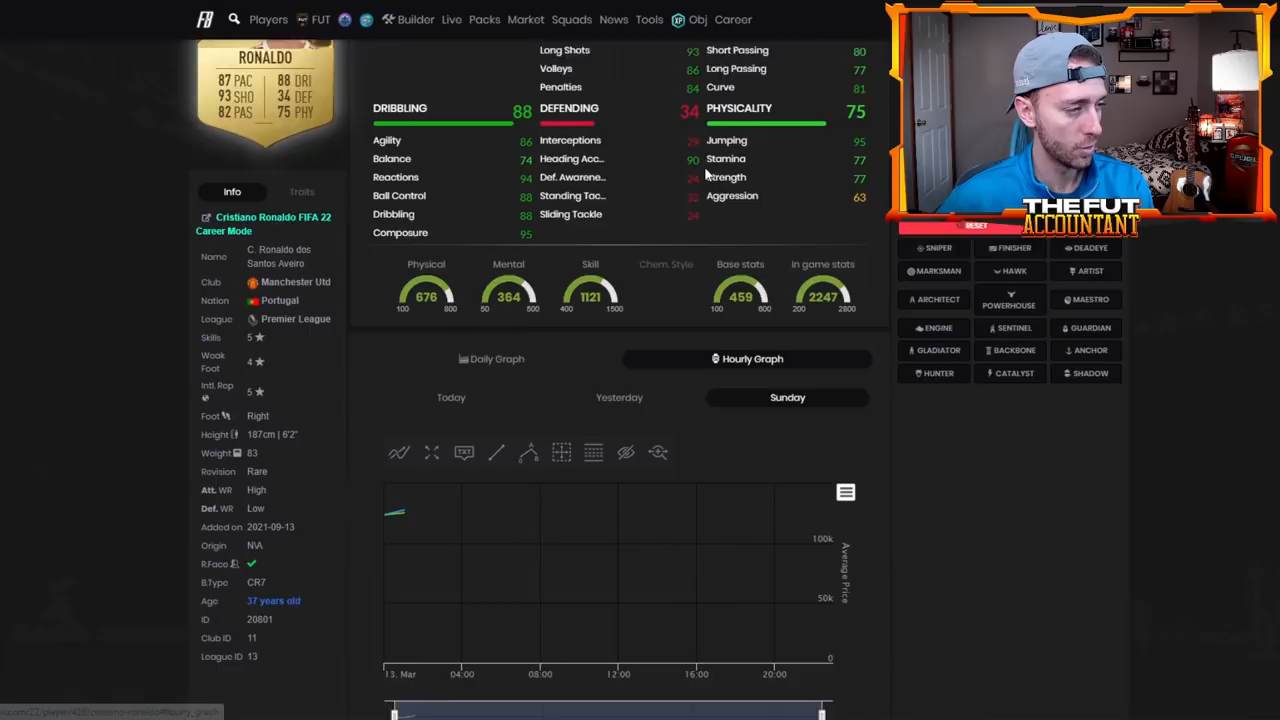 FB Players FUT Builder Live Packs Market Squads News Tools XP Obj Career
RONALDO
87 PAC 88 DRI
93 SHO 34 DEF
82 PAS 75 PHY
Long Shots 93 Short Passing 80
Volleys 86 Long Passing 77
Penalties 84 Curve 81
DRIBBLING 88 DEFENDING 34 PHYSICALITY 75
Agility 86 Interceptions 29 Jumping 95
Balance 74 Heading Acc... 90 Stamina 77
Reactions 94 Def. Awarene... 24 Strength 77
Ball Control 88 Standing Tac... 32 Aggression 63
Dribbling 88 Sliding Tackle 24
Composure 95
Physical Mental Skill Chem. Style Base stats In game stats
676 364 1121 459 2247
100 800 50 500 400 1500 100 600 200 2800
Daily Graph Hourly Graph
Today Yesterday Sunday
TXT
100k
50k
0
Average Price
13. Mar 04:00 08:00 12:00 16:00 20:00
Info Traits
Cristiano Ronaldo FIFA 22
Career Mode
Name C. Ronaldo dos
Santos Aveiro
Club Manchester Utd
Nation Portugal
League Premier League
Skills 5
Weak
Foot 4
Intl. Rep 5
Foot Right
Height 187cm | 6'2"
Weight 83
Revision Rare
Att. WR High
Def. WR Low
Added on 2021-09-13
Origin N\A
R.Face
B.Type CR7
Age 37 years old
ID 20801
Club ID 11
League ID 13
THE FUT
ACCOUNTANT
RESET
SNIPER FINISHER DEADEYE
MARKSMAN HAWK ARTIST
ARCHITECT POWERHOUSE MAESTRO
ENGINE SENTINEL GUARDIAN
GLADIATOR BACKBONE ANCHOR
HUNTER CATALYST SHADOW